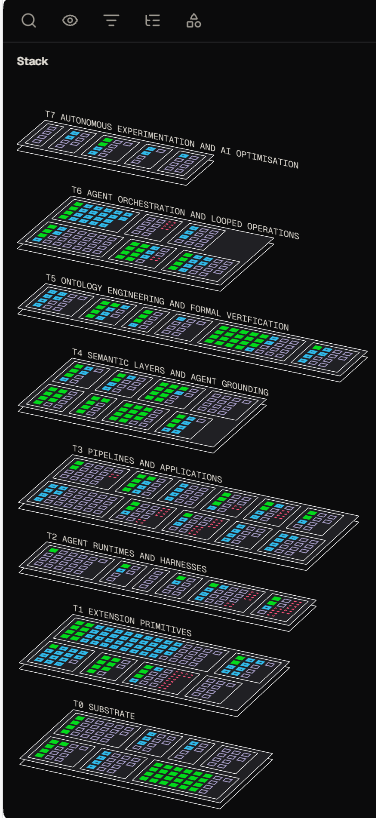 Stack
T7 AUTONOMOUS EXPERIMENTATION AND AI OPTIMISATION
T6 AGENT ORCHESTRATION AND LOOPED OPERATIONS
T5 ONTOLOGY ENGINEERING AND FORMAL VERIFICATION
T4 SEMANTIC LAYERS AND AGENT GROUNDING
T3 PIPELINES AND APPLICATIONS
T2 AGENT RUNTIMES AND HARNESSES
T1 EXTENSION PRIMITIVES
T0 SUBSTRATE